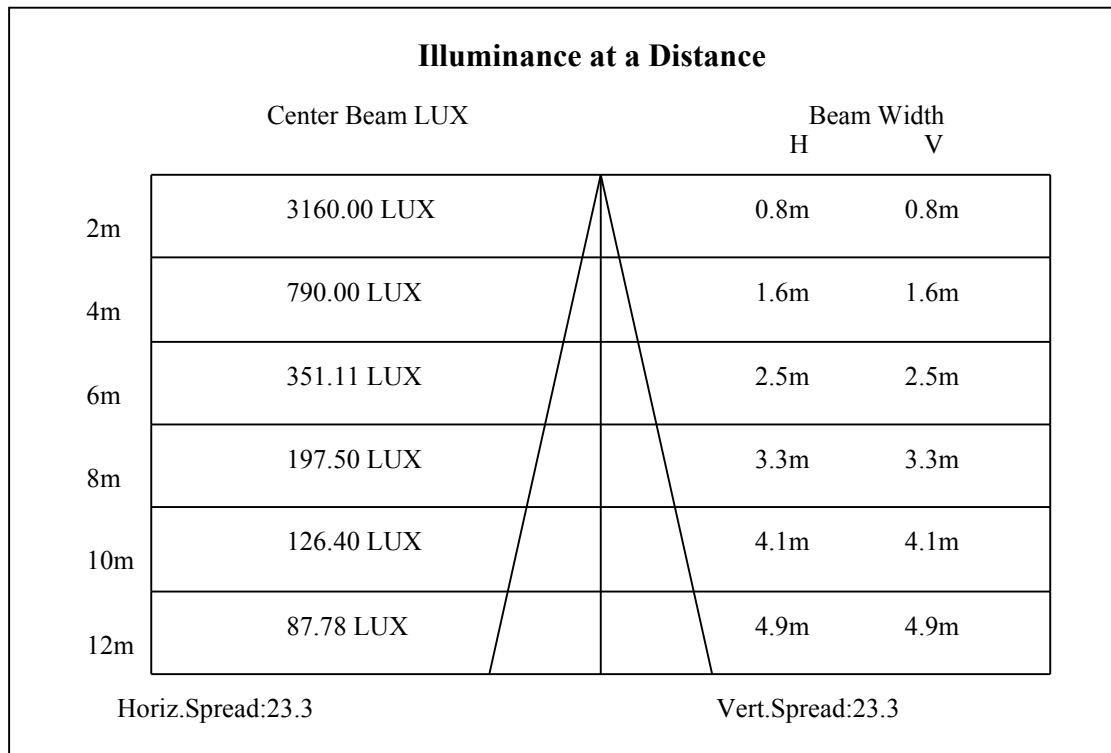 Illuminance at a Distance
Center Beam LUX Beam Width
H V
2m 3160.00 LUX 0.8m 0.8m
4m 790.00 LUX 1.6m 1.6m
6m 351.11 LUX 2.5m 2.5m
8m 197.50 LUX 3.3m 3.3m
10m 126.40 LUX 4.1m 4.1m
12m 87.78 LUX 4.9m 4.9m
Horiz.Spread:23.3 Vert.Spread:23.3